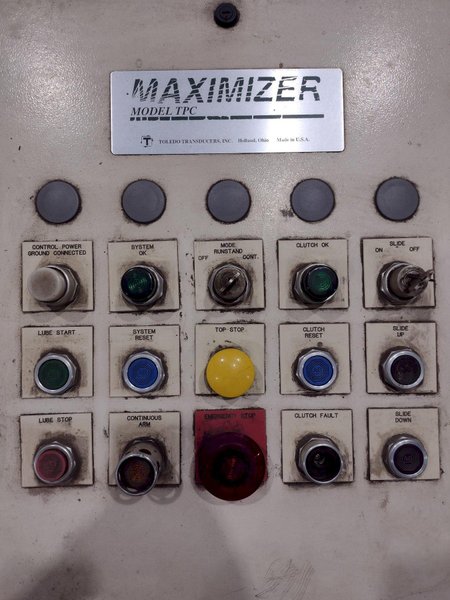 MAXIMIZER
MODEL TPC
TOLEDO TRANSDUCERS, INC Holland, Ohio Made in U.S.A.
CONTROL POWER
GROUND CONNECTED
SYSTEM
OK
MODE
RUNSTAND
OFF CONT.
CLUTCH OK
SLIDE
ON OFF
LUBE START
SYSTEM
RESET
TOP STOP
CLUTCH
RESET
SLIDE
UP
LUBE STOP
CONTINUOUS
ARM
EMERGENCY STOP
CLUTCH FAULT
SLIDE
DOWN